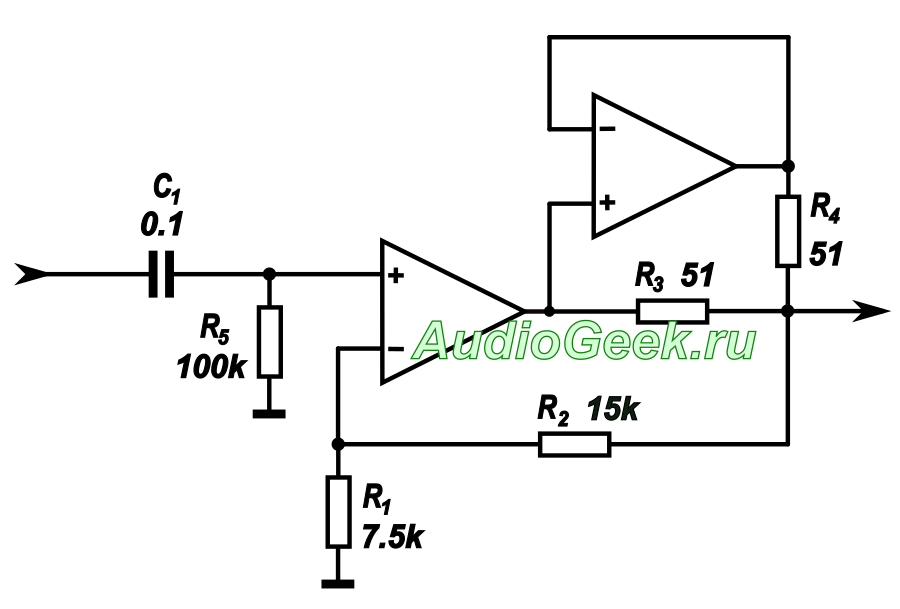 C1
0.1
R5
100k
+
−
−
+
R4
51
R3 51
AudioGeek.ru
R2 15k
R1
7.5k